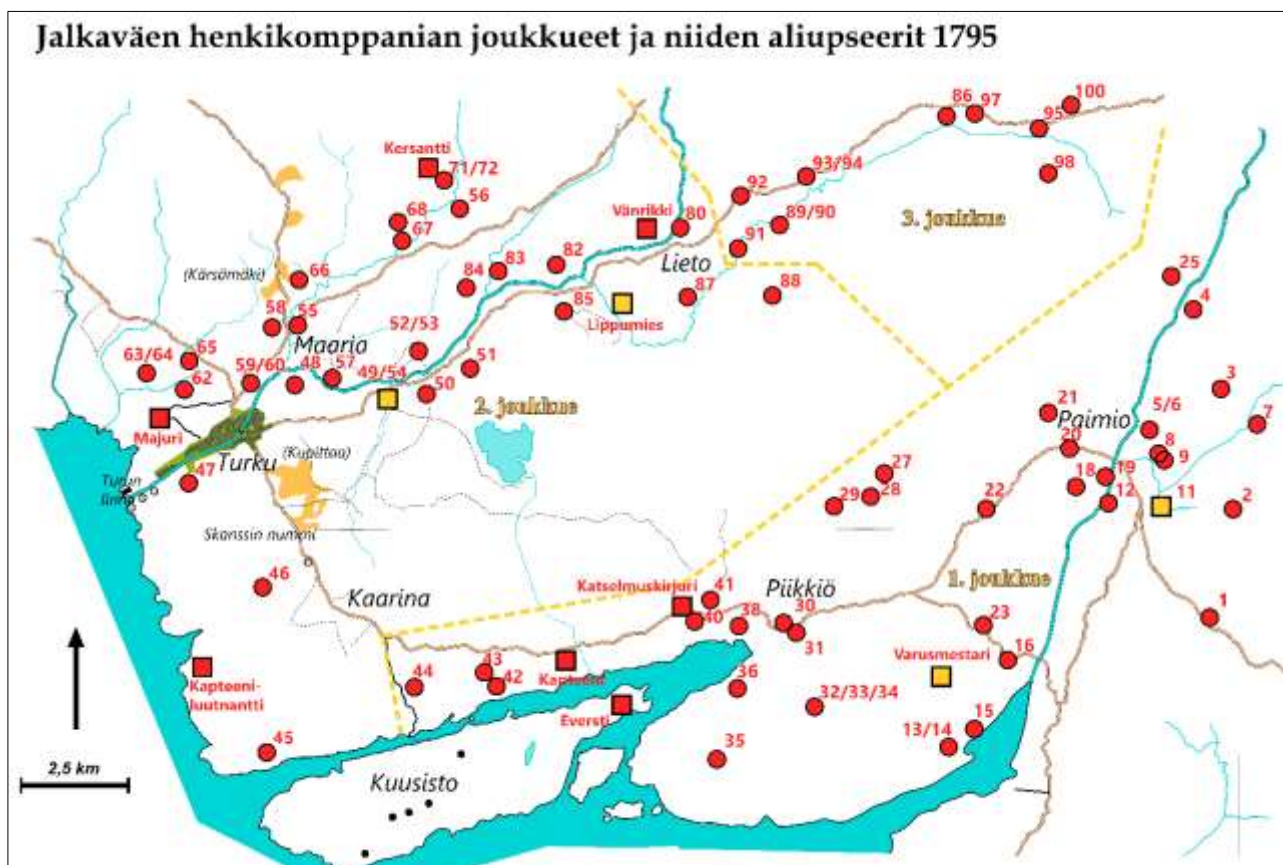 Jalkaväen henkikomppanian joukkueet ja niiden aliupseerit 1795
86
97
100
95
98
Kersantti
71/72
56
93/94
92
89/90
68
67
Vänrikki
80
91
3. joukkue
(Kärsämäki)
66
83
82
84
Lieto
88
87
25
4
58
55
Maaria
85
Lippumies
52/53
63/64
65
59/60
48
57
49/54
51
50
62
Majuri
2. joukkue
3
21
Paimio
5/6
7
20
8
9
Turku
(Kupittaa)
47
Turun
linna
27
28
29
22
18
19
12
11
2
Skanssin nummi
46
Kaarina
Katselmuskirjuri
41
40
38
Piikkiö
30
31
1. joukkue
23
1
16
Varusmestari
Kapteeni-
luutnantti
44
43
42
Kapteeni
Eversti
36
32/33/34
35
13/14
15
45
2,5 km
Kuusisto